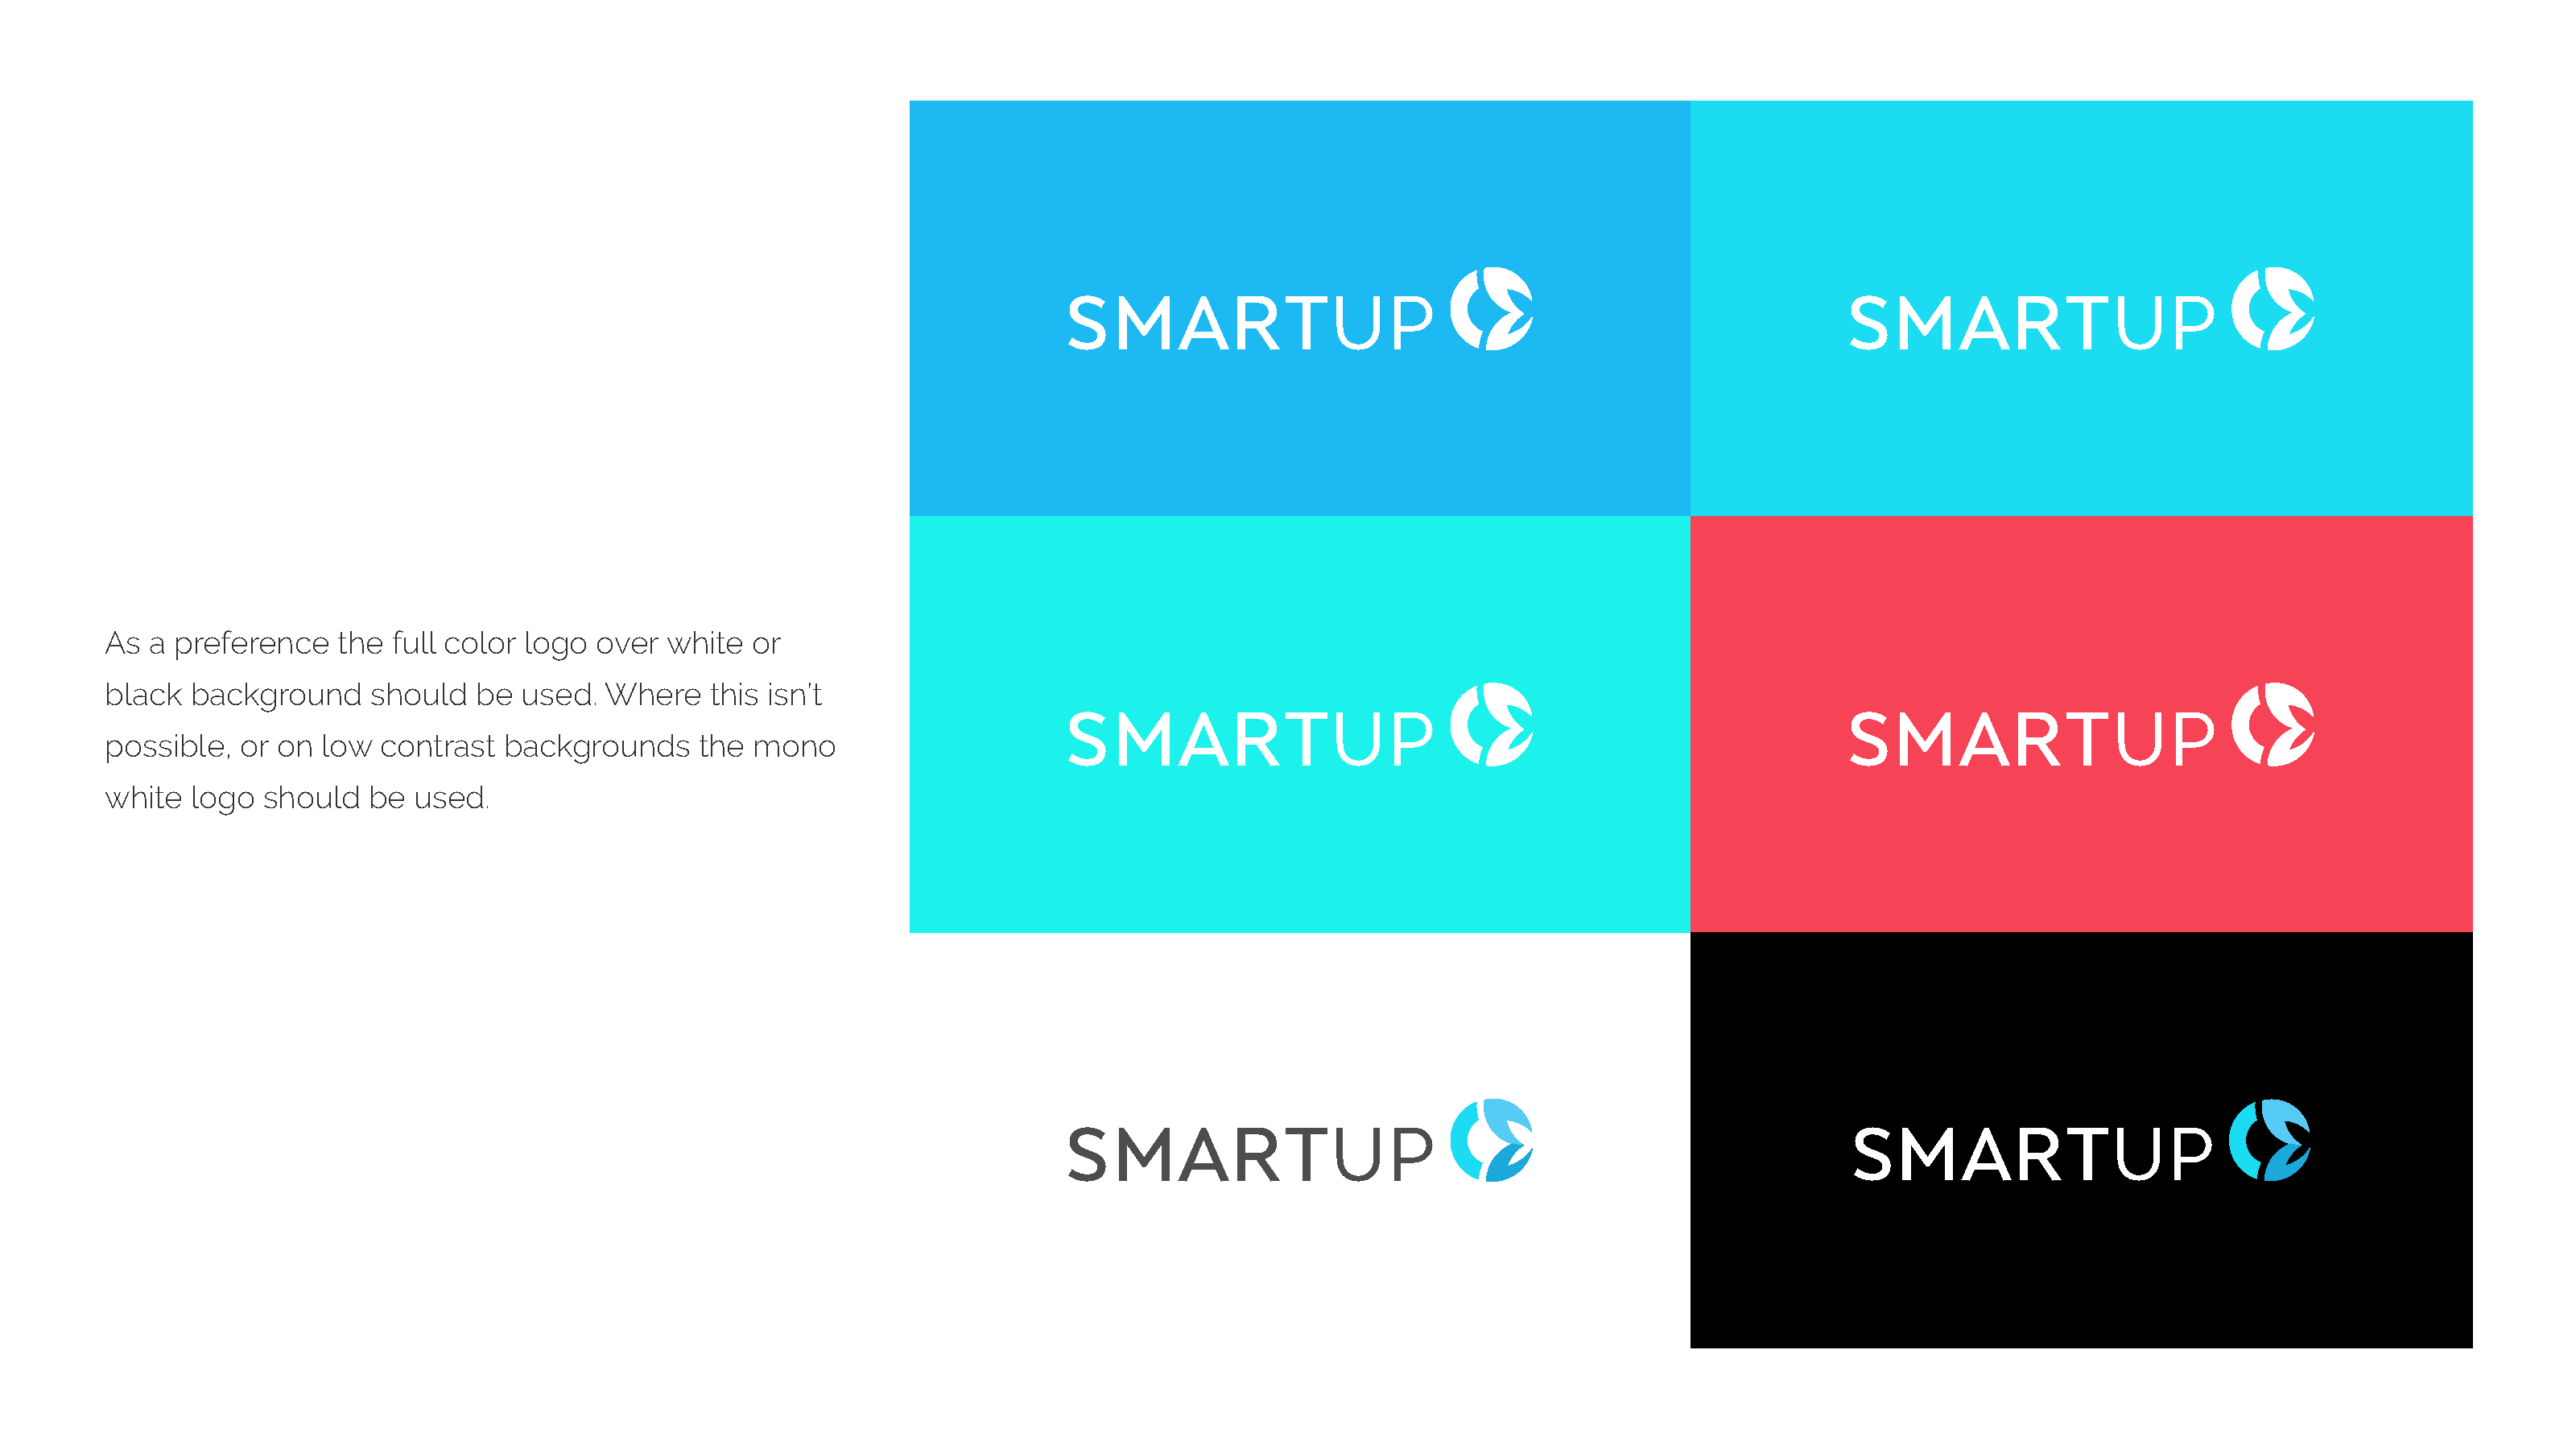 As a preference the full color logo over white or
black background should be used. Where this isn’t
possible, or on low contrast backgrounds the mono
white logo should be used.
SMARTUP
SMARTUP
SMARTUP
SMARTUP
SMARTUP
SMARTUP